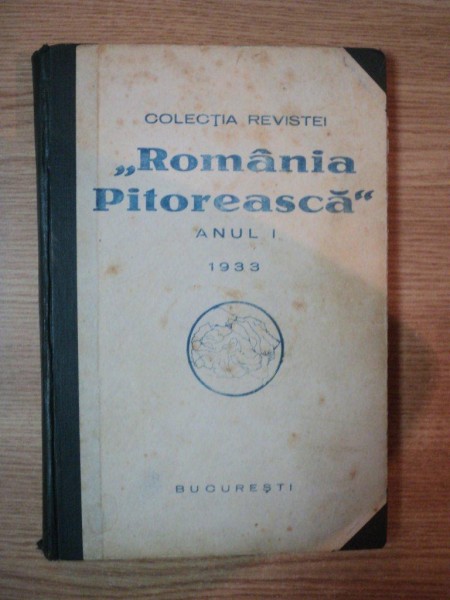 COLECȚIA REVISTEI
„România
Pitorească“
ANUL I
1933
BUCUREȘTI